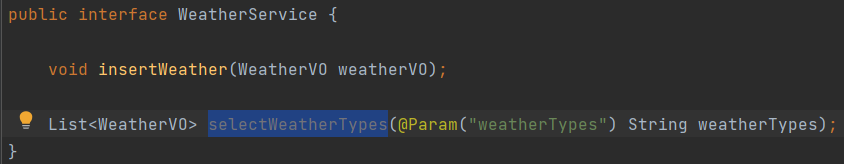 public interface WeatherService {
void insertWeather(WeatherVO weatherVO);
List<WeatherVO> selectWeatherTypes(@Param("weatherTypes") String weatherTypes);
}